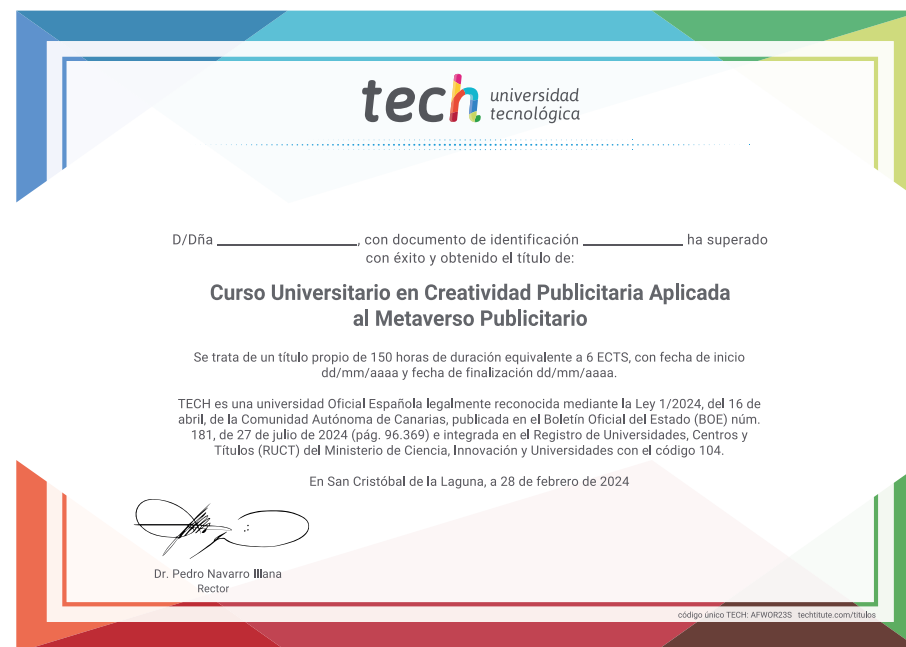 tech universidad
tecnológica
D/Dña ____________________, con documento de identificación ______________ ha superado
con éxito y obtenido el título de:
Curso Universitario en Creatividad Publicitaria Aplicada
al Metaverso Publicitario
Se trata de un título propio de 150 horas de duración equivalente a 6 ECTS, con fecha de inicio
dd/mm/aaaa y fecha de finalización dd/mm/aaaa.
TECH es una universidad Oficial Española legalmente reconocida mediante la Ley 1/2024, del 16 de
abril, de la Comunidad Autónoma de Canarias, publicada en el Boletín Oficial del Estado (BOE) núm.
181, de 27 de julio de 2024 (pág. 96.369) e integrada en el Registro de Universidades, Centros y
Títulos (RUCT) del Ministerio de Ciencia, Innovación y Universidades con el código 104.
En San Cristóbal de la Laguna, a 28 de febrero de 2024
Dr. Pedro Navarro Illana
Rector
código único TECH: AFWOR23S techtitute.com/titulos